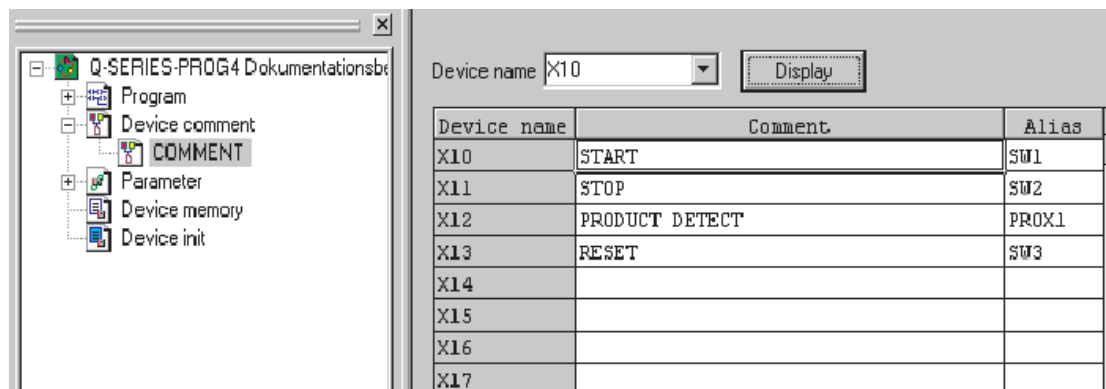 Q-SERIES-PROG4 Dokumentationsbe
Program
Device comment
COMMENT
Parameter
Device memory
Device init
Device name X10 Display
Device name Comment Alias
X10 START SW1
X11 STOP SW2
X12 PRODUCT DETECT PROX1
X13 RESET SW3
X14
X15
X16
X17